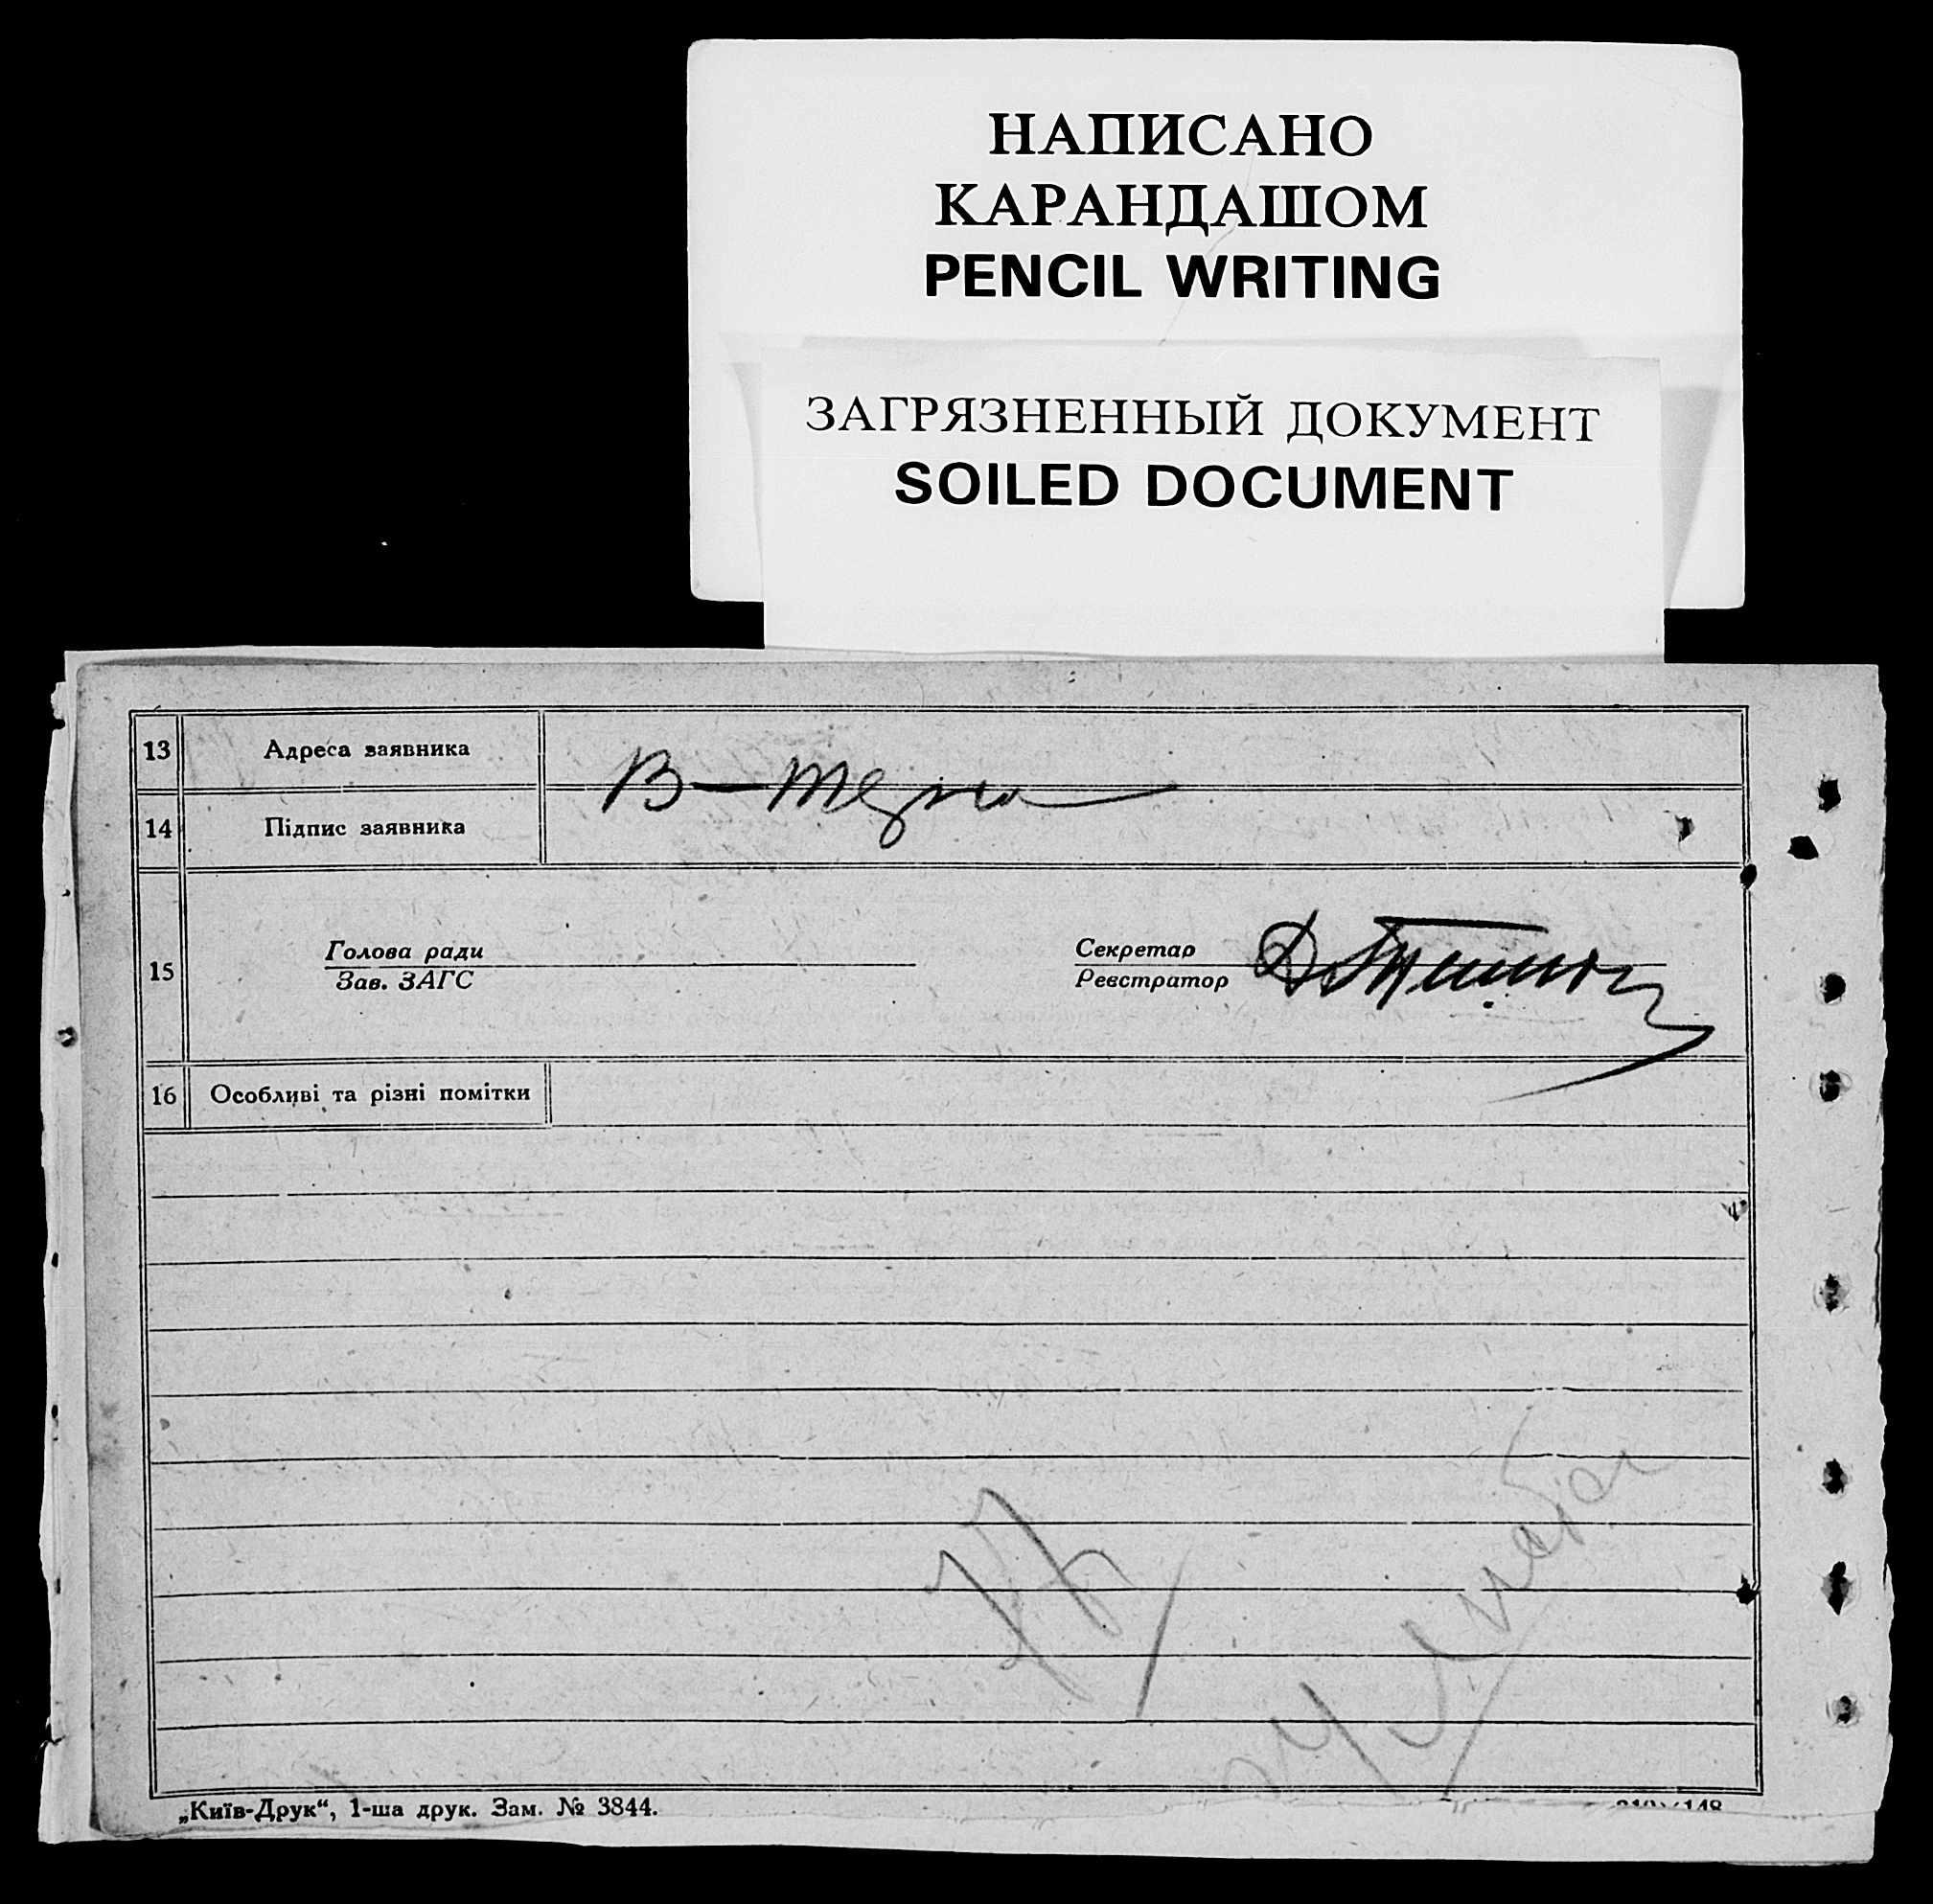 НАПИСАНО
КАРАНДАШОМ
PENCIL WRITING
ЗАГРЯЗНЕННЫЙ ДОКУМЕНТ
SOILED DOCUMENT
13 Адреса заявника
14 Підпис заявника
15
Голова ради
Зав. ЗАГС
Секретар
Реєстратор
16 Особливі та різні помітки
„Київ-Друк“, 1-ша друк. Зам. № 3844.